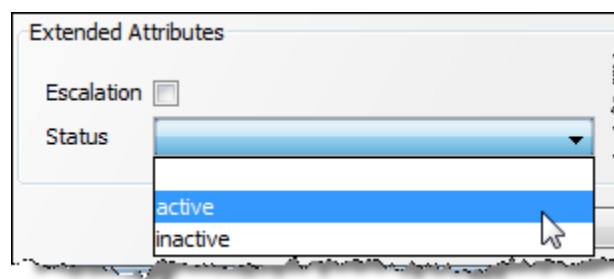 Extended Attributes
Escalation
Status
active
inactive